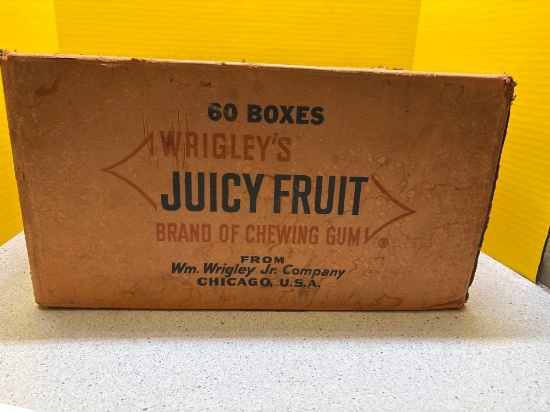 60 BOXES
WRIGLEY'S
JUICY FRUIT
BRAND OF CHEWING GUM ®
FROM
Wm. Wrigley Jr. Company
CHICAGO, U.S.A.